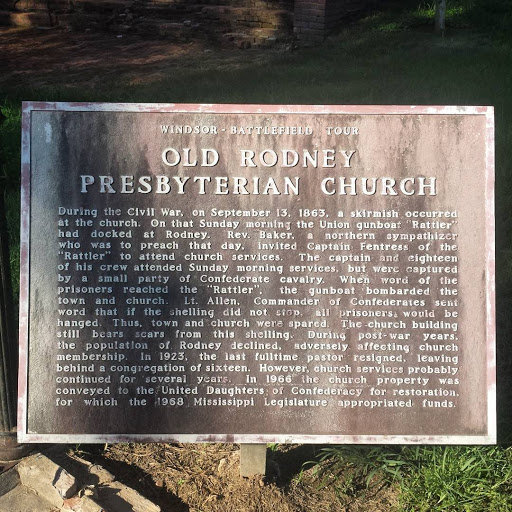 WINDSOR - BATTLEFIELD TOUR
OLD RODNEY
PRESBYTERIAN CHURCH
During the Civil War, on September 13, 1863, a skirmish occurred
at the church. On that Sunday morning the Union gunboat "Rattler"
had docked at Rodney. Rev. Baker, a northern sympathizer
who was to preach that day, invited Captain Fentress of the
"Rattler" to attend church services. The captain and eighteen
of his crew attended Sunday morning services, but were captured
by a small party of Confederate cavalry. When word of the
prisoners reached the "Rattler", the gunboat bombarded the
town and church. Lt. Allen, Commander of Confederates sent
word that if the shelling did not stop, all prisoners would be
hanged. Thus, town and church were spared. The church building
still bears scars from this shelling. During post-war years,
the population of Rodney declined, adversely affecting church
membership. In 1923, the last fulltime pastor resigned, leaving
behind a congregation of sixteen. However, church services probably
continued for several years. In 1966 the church property was
conveyed to the United Daughters of Confederacy for restoration,
for which the 1968 Mississippi Legislature appropriated funds.